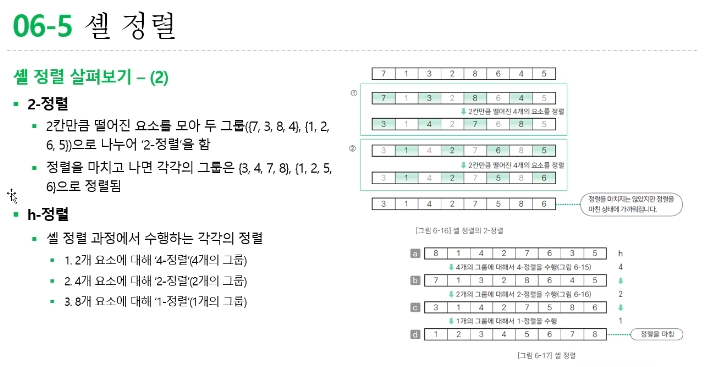 06-5 셸 정렬
셸 정렬 살펴보기 – (2)
2-정렬
2칸만큼 떨어진 요소를 모아 두 그룹({7, 3, 8, 4}, {1, 2,
6, 5})으로 나누어 '2-정렬'을 함
정렬을 마치고 나면 각각의 그룹은 {3, 4, 7, 8}, {1, 2, 5,
6}으로 정렬됨
h-정렬
셸 정렬 과정에서 수행하는 각각의 정렬
1. 2개 요소에 대해 '4-정렬'(4개의 그룹)
2. 4개 요소에 대해 '2-정렬'(2개의 그룹)
3. 8개 요소에 대해 '1-정렬'(1개의 그룹)
7 1 3 2 8 6 4 5
① 7 1 3 2 8 6 4 5
2칸만큼 떨어진 4개의 요소를 정렬
3 1 4 2 7 6 8 5
② 3 1 4 2 7 6 8 5
2칸만큼 떨어진 4개의 요소를 정렬
3 1 4 2 7 5 8 6
3 1 4 2 7 5 8 6
정렬을 마치지는 않았지만 정렬을
마친 상태에 가까워집니다.
[그림 6-16] 셸 정렬의 2-정렬
a 8 1 4 2 7 6 3 5 h
4개의 그룹에 대해서 4-정렬을 수행(그림 6-15) 4
b 7 1 3 2 8 6 4 5
2개의 그룹에 대해서 2-정렬을 수행(그림 6-16) 2
c 3 1 4 2 7 5 8 6
1개의 그룹에 대해서 1-정렬을 수행 1
d 1 2 3 4 5 6 7 8 정렬을 마침
[그림 6-17] 셸 정렬